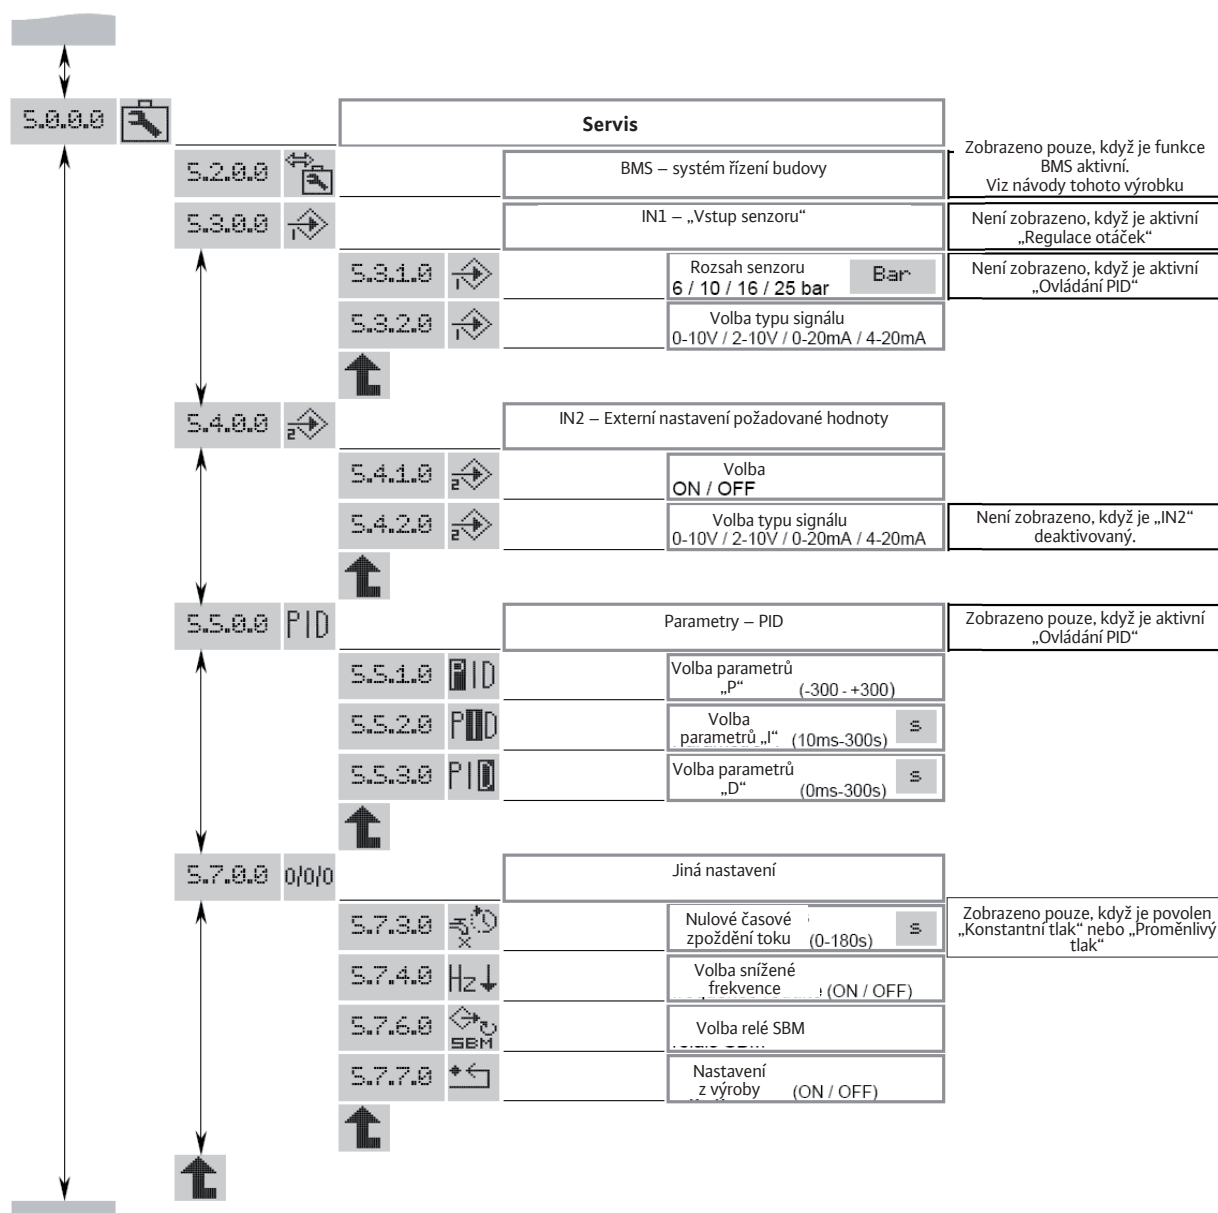 5.0.0.0
Servis
5.2.0.0
BMS – systém řízení budovy
Zobrazeno pouze, když je funkce
BMS aktivní.
Viz návody tohoto výrobku
5.3.0.0
1
IN1 – „Vstup senzoru“
Není zobrazeno, když je aktivní
„Regulace otáček“
5.3.1.0
1
Rozsah senzoru
6 / 10 / 16 / 25 bar
Bar
Není zobrazeno, když je aktivní
„Ovládání PID“
5.3.2.0
1
Volba typu signálu
0-10V / 2-10V / 0-20mA / 4-20mA
5.4.0.0
2
IN2 – Externí nastavení požadované hodnoty
5.4.1.0
2
Volba
ON / OFF
5.4.2.0
2
Volba typu signálu
0-10V / 2-10V / 0-20mA / 4-20mA
Není zobrazeno, když je „IN2“
deaktivovaný.
5.5.0.0
PID
Parametry – PID
Zobrazeno pouze, když je aktivní
„Ovládání PID“
5.5.1.0
PID
Volba parametrů
„P“ (-300 - +300)
5.5.2.0
PID
Volba
parametrů „I“ (10ms-300s)
s
5.5.3.0
PID
Volba parametrů
„D“ (0ms-300s)
s
5.7.0.0
0/0/0
Jiná nastavení
5.7.3.0
Nulové časové
zpoždění toku (0-180s)
s
Zobrazeno pouze, když je povolen
„Konstantní tlak“ nebo „Proměnlivý
tlak“
5.7.4.0
Hz
Volba snížené
frekvence (ON / OFF)
5.7.6.0
SBM
Volba relé SBM
5.7.7.0
Nastavení
z výroby (ON / OFF)